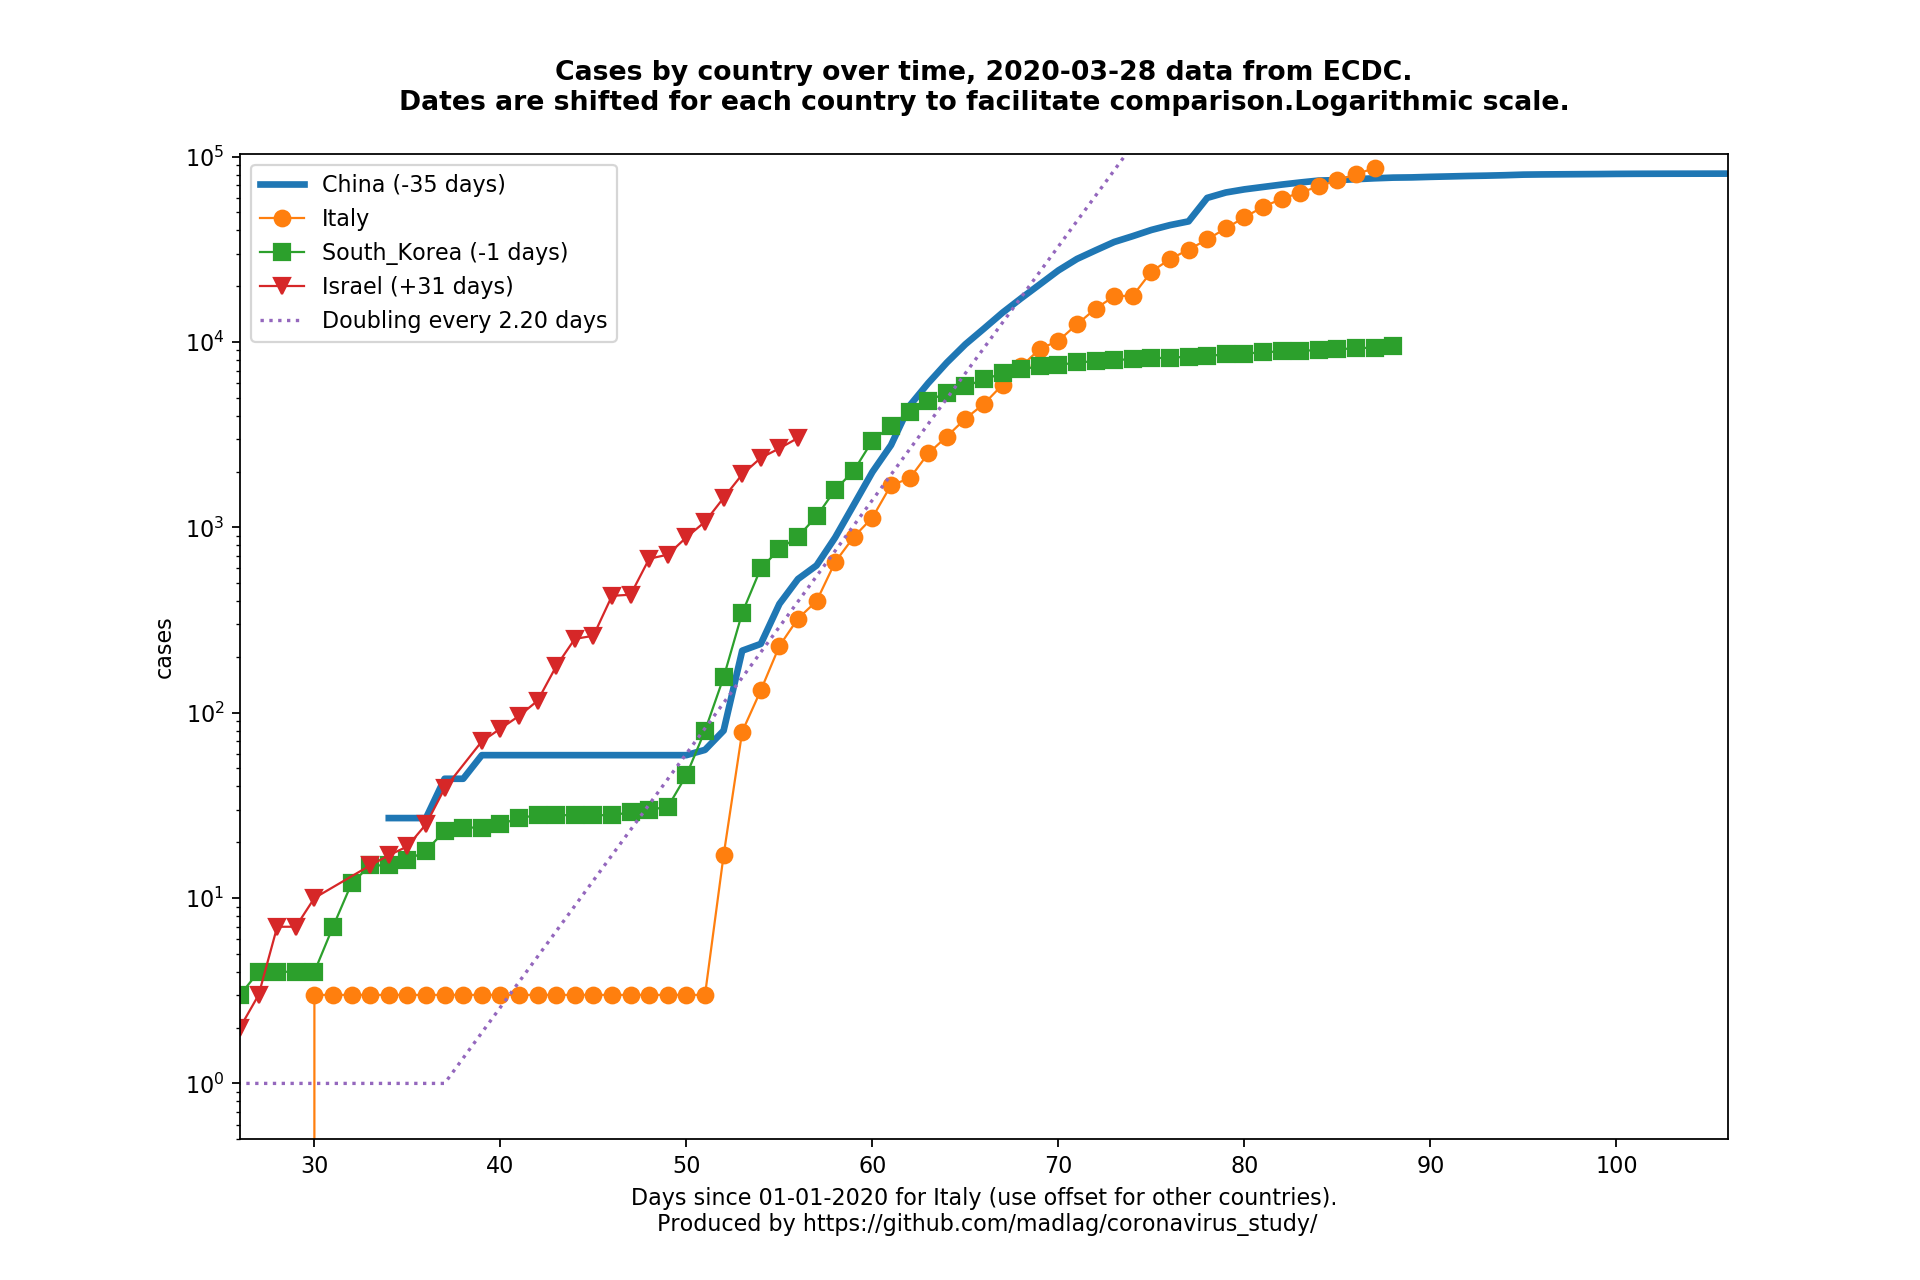 Cases by country over time, 2020-03-28 data from ECDC.
Dates are shifted for each country to facilitate comparison.Logarithmic scale.
10^5
10^4
10^3
10^2
10^1
10^0
cases
China (-35 days)
Italy
South_Korea (-1 days)
Israel (+31 days)
Doubling every 2.20 days
30 40 50 60 70 80 90 100
Days since 01-01-2020 for Italy (use offset for other countries).
Produced by https://github.com/madlag/coronavirus_study/